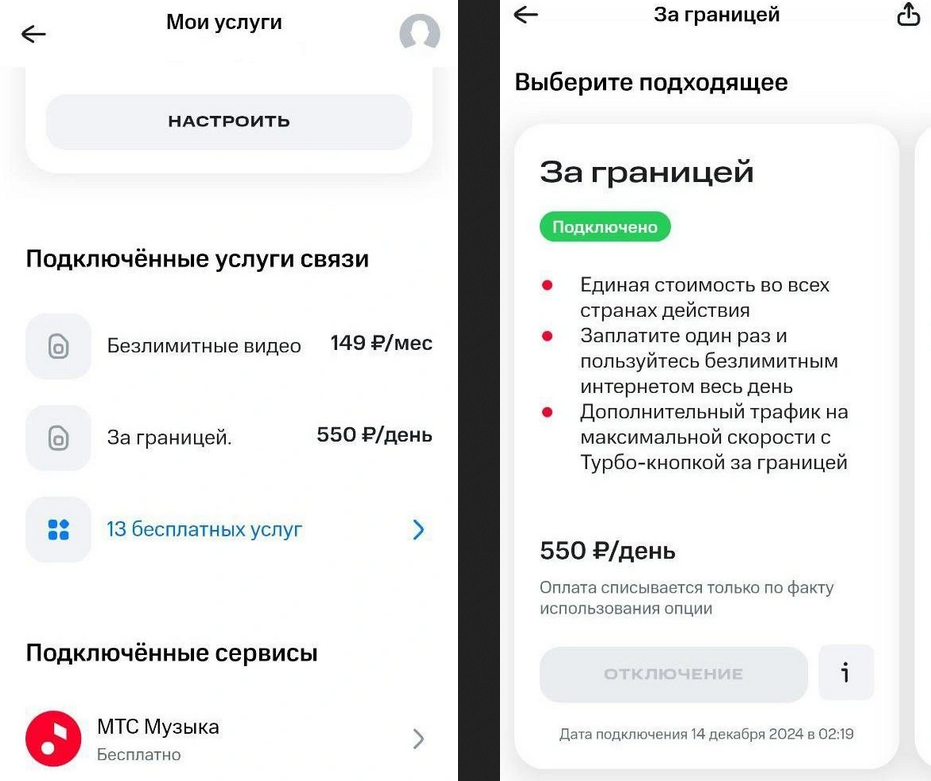 Мои услуги
НАСТРОИТЬ
Подключённые услуги связи
Безлимитные видео 149 ₽/мес
За границей. 550 ₽/день
13 бесплатных услуг
Подключённые сервисы
МТС Музыка
Бесплатно
За границей
Выберите подходящее
За границей
Подключено
Единая стоимость во всех
странах действия
Заплатите один раз и
пользуйтесь безлимитным
интернетом весь день
Дополнительный трафик на
максимальной скорости с
Турбо-кнопкой за границей
550 ₽/день
Оплата списывается только по факту
использования опции
ОТКЛЮЧЕНИЕ
i
Дата подключения 14 декабря 2024 в 02:19